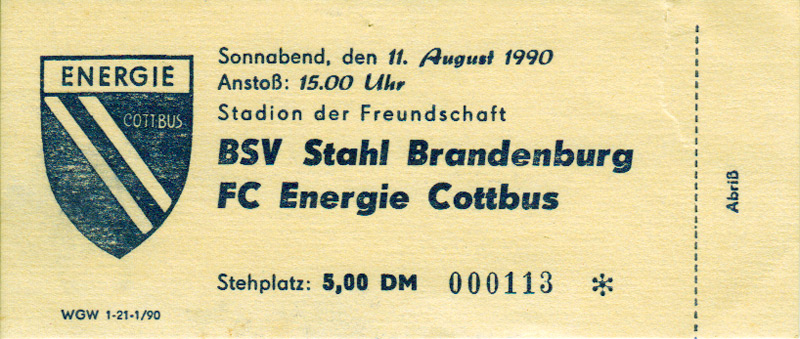 ENERGIE
COTTBUS
Sonnabend, den 11. August 1990
Anstoß: 15.00 Uhr
Stadion der Freundschaft
BSV Stahl Brandenburg
FC Energie Cottbus
Stehplatz: 5,00 DM 000113 *
WGW 1-21-1/90
Abriß